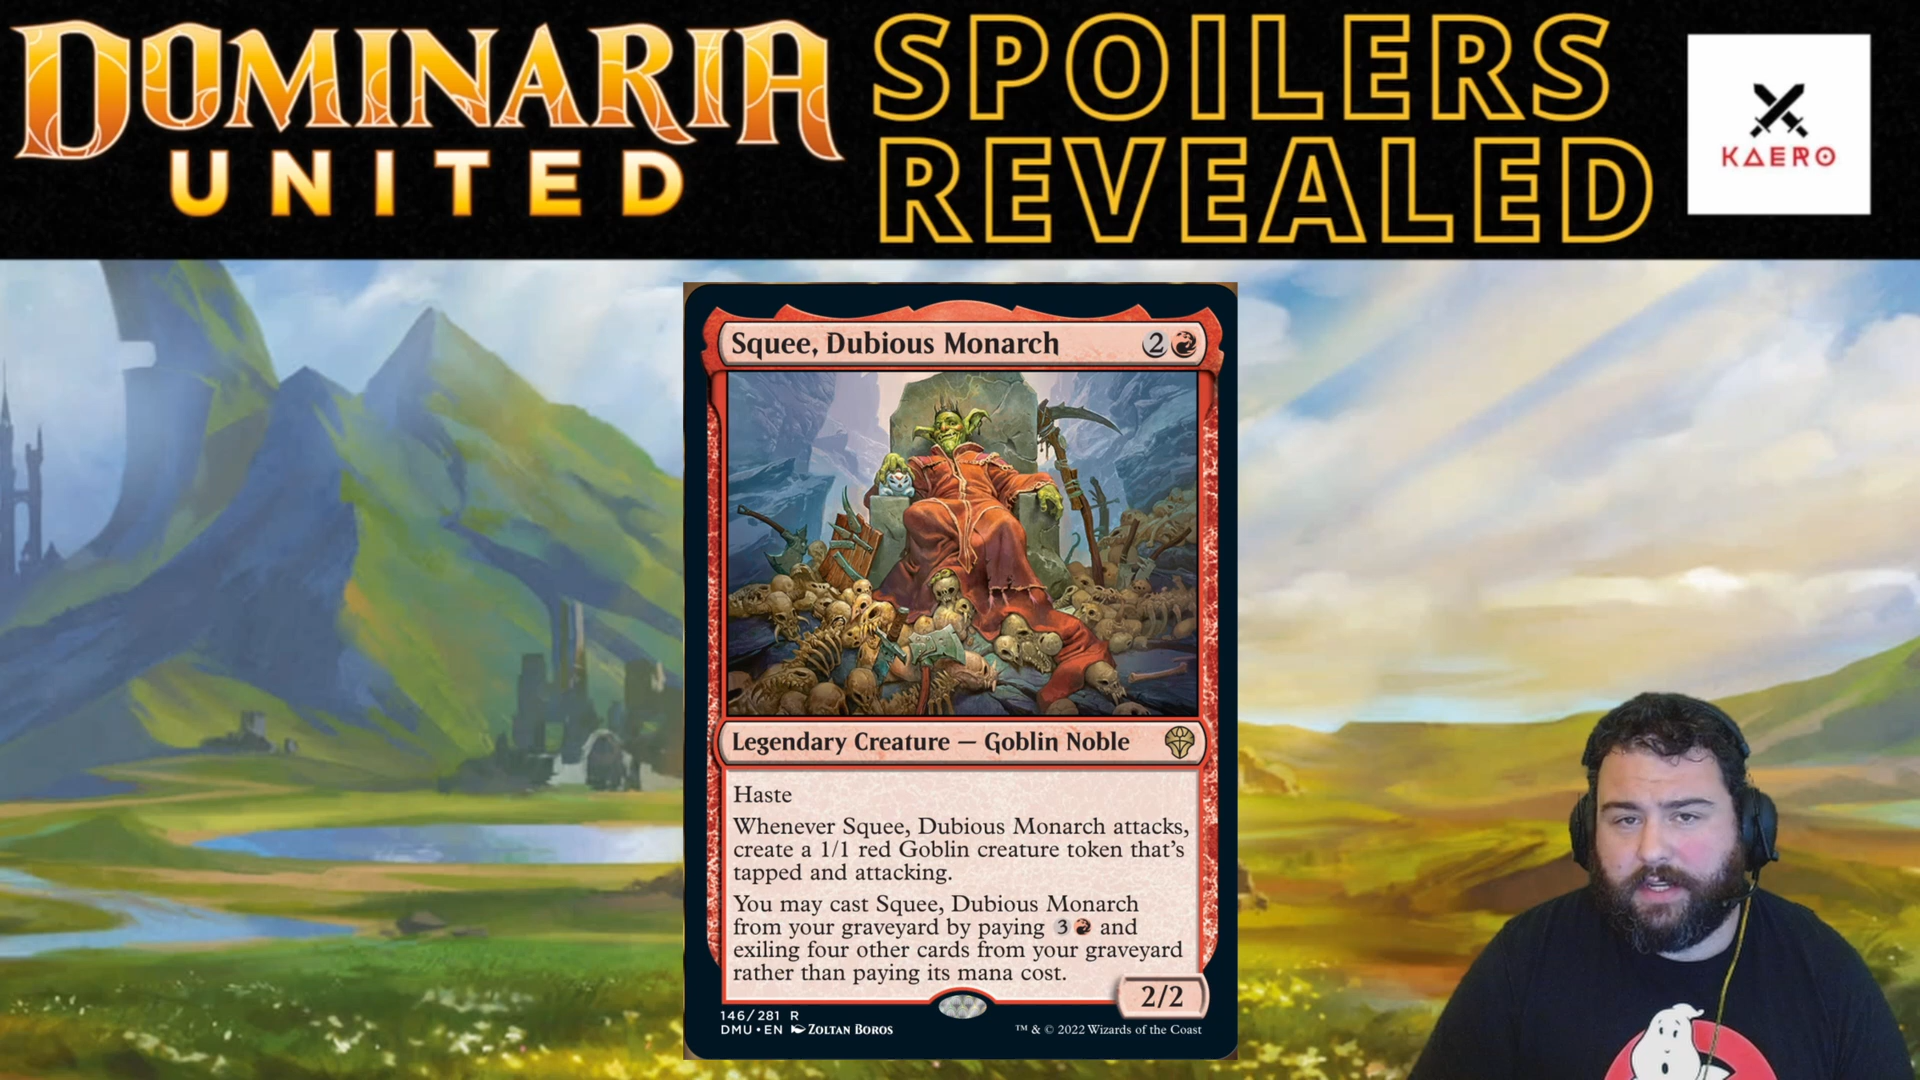 DOMINARIA
UNITED
SPOILERS
REVEALED
KAERO
Squee, Dubious Monarch 2
Legendary Creature — Goblin Noble
Haste
Whenever Squee, Dubious Monarch attacks,
create a 1/1 red Goblin creature token that's
tapped and attacking.
You may cast Squee, Dubious Monarch
from your graveyard by paying 3 and
exiling four other cards from your graveyard
rather than paying its mana cost.
2/2
146/281 R
DMU • EN Zoltan Boros
™ & © 2022 Wizards of the Coast